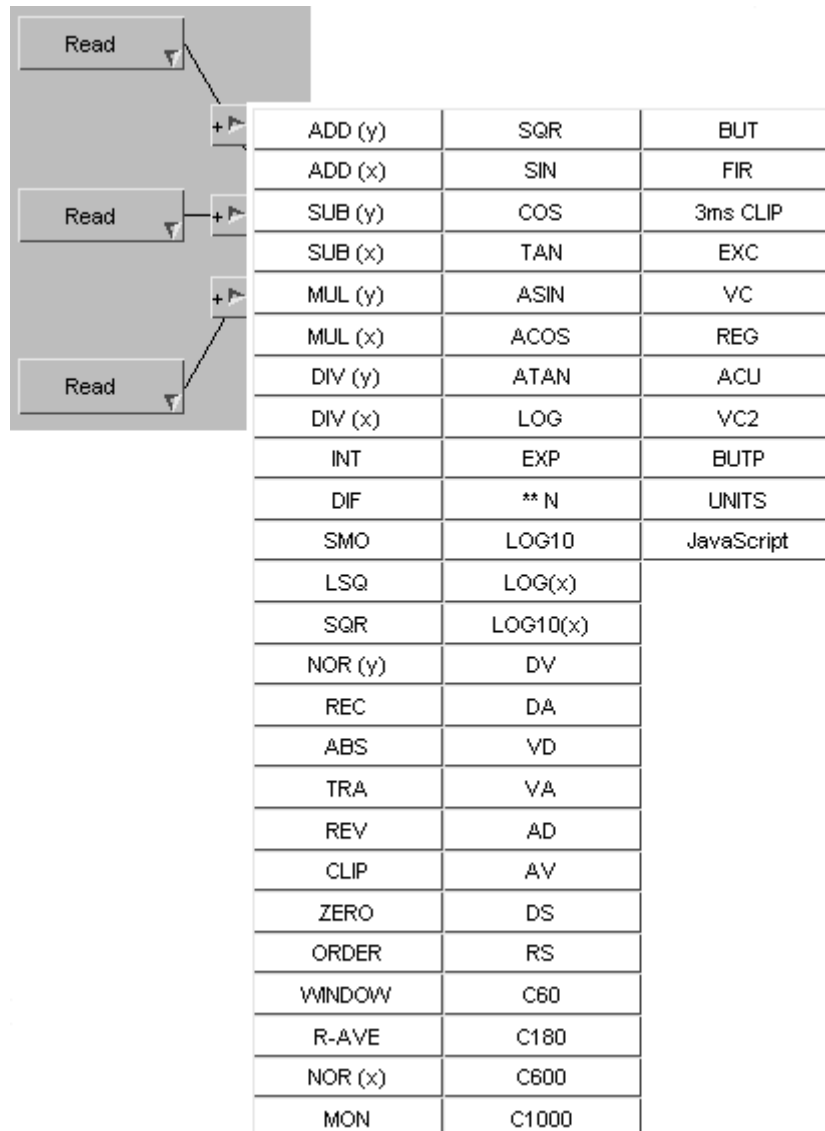 Read
+
Read
+
+
Read
ADD (y) SQR BUT
ADD (x) SIN FIR
SUB (y) COS 3ms CLIP
SUB (x) TAN EXC
MUL (y) ASIN VC
MUL (x) ACOS REG
DIV (y) ATAN ACU
DIV (x) LOG VC2
INT EXP BUTP
DIF ** N UNITS
SMO LOG10 JavaScript
LSQ LOG(x)
SQR LOG10(x)
NOR (y) DV
REC DA
ABS VD
TRA VA
REV AD
CLIP AV
ZERO DS
ORDER RS
WINDOW C60
R-AVE C180
NOR (x) C600
MON C1000